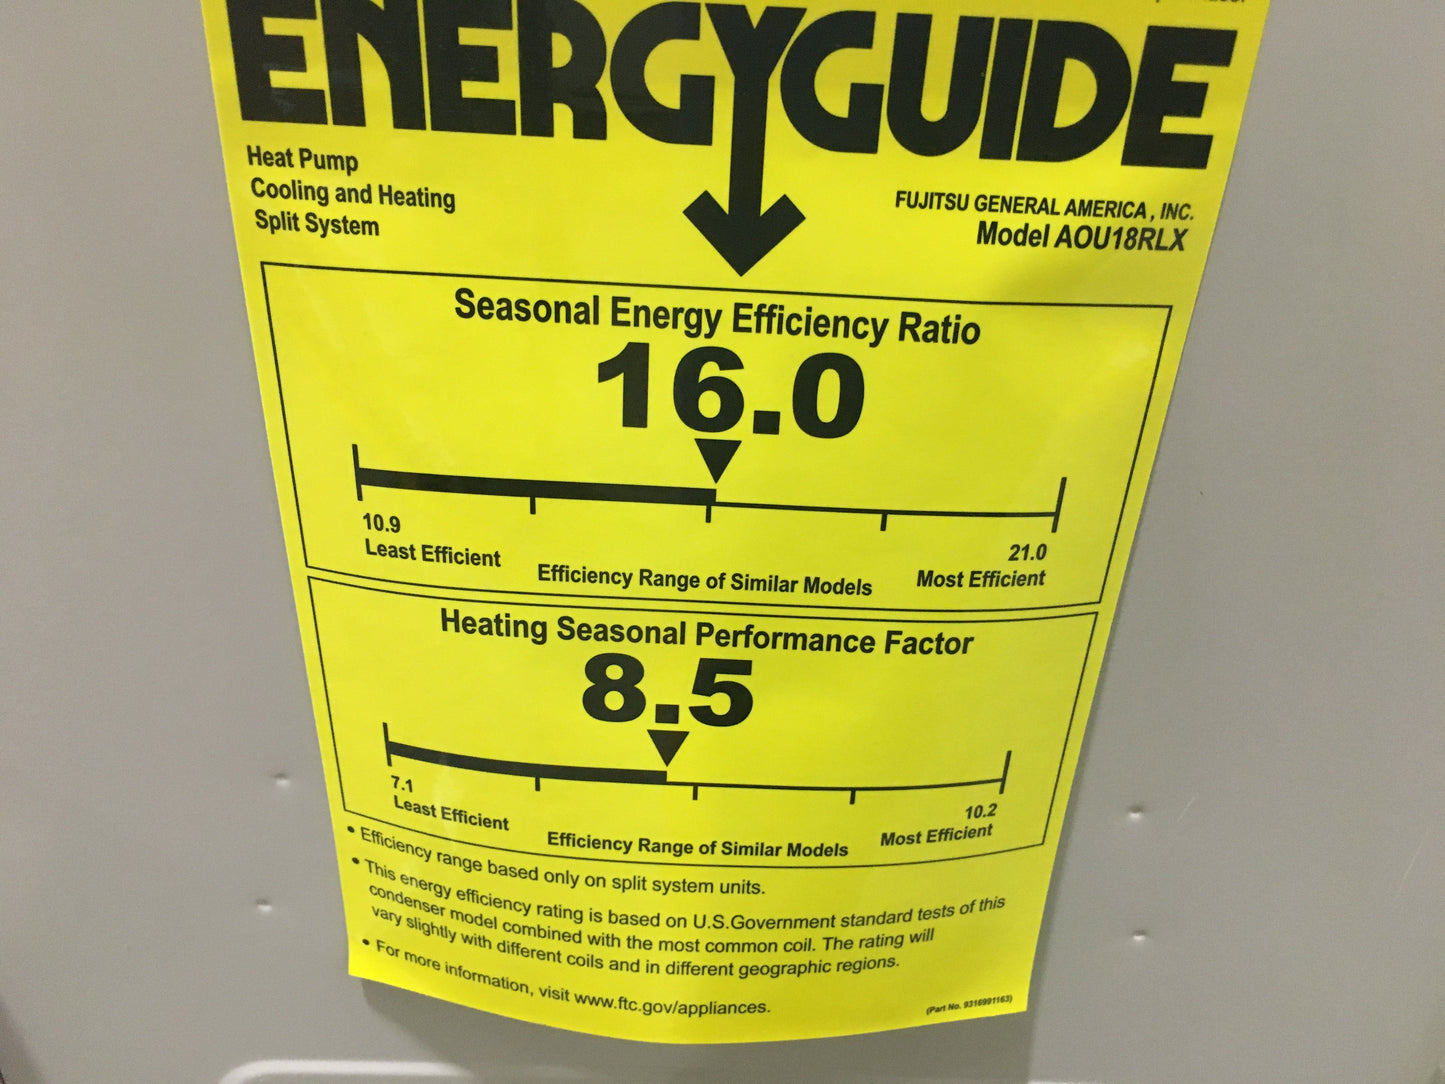 ENERGYGUIDE
Heat Pump
Cooling and Heating
Split System
FUJITSU GENERAL AMERICA, INC.
Model AOU18RLX
Seasonal Energy Efficiency Ratio
16.0
10.9
Least Efficient
Efficiency Range of Similar Models
21.0
Most Efficient
Heating Seasonal Performance Factor
8.5
7.1
Least Efficient
Efficiency Range of Similar Models
10.2
Most Efficient
• Efficiency range based only on split system units.
• This energy efficiency rating is based on U.S.Government standard tests of this
condenser model combined with the most common coil. The rating will
vary slightly with different coils and in different geographic regions.
• For more information, visit www.ftc.gov/appliances.
(Part No. 9316991163)